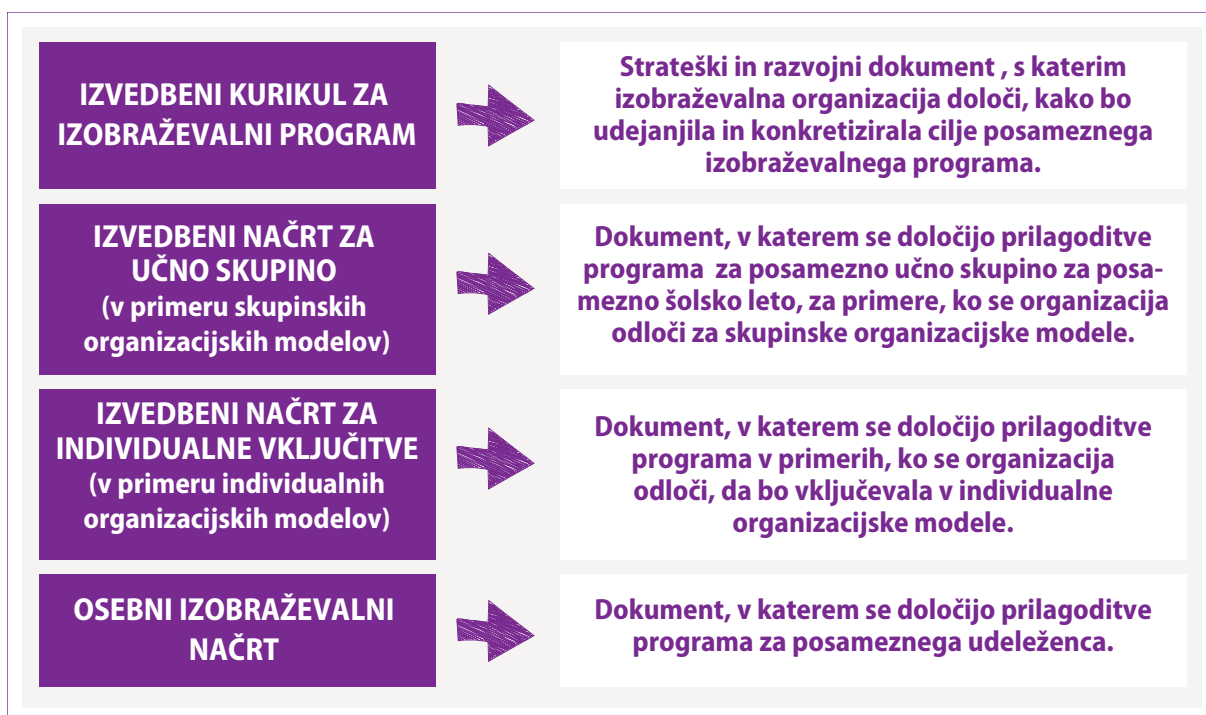 IZVEDBENI KURIKUL ZA
IZOBRAŽEVALNI PROGRAM
Strateški in razvojni dokument , s katerim
izobraževalna organizacija določi, kako bo
udejanjila in konkretizirala cilje posameznega
izobraževalnega programa.
IZVEDBENI NAČRT ZA
UČNO SKUPINO
(v primeru skupinskih
organizacijskih modelov)
Dokument, v katerem se določijo prilagoditve
programa za posamezno učno skupino za posa-
mezno šolsko leto, za primere, ko se organizacija
odloči za skupinske organizacijske modele.
IZVEDBENI NAČRT ZA
INDIVIDUALNE VKLJUČITVE
(v primeru individualnih
organizacijskih modelov)
Dokument, v katerem se določijo prilagoditve
programa v primerih, ko se organizacija
odloči, da bo vključevala v individualne
organizacijske modele.
OSEBNI IZOBRAŽEVALNI
NAČRT
Dokument, v katerem se določijo prilagoditve
programa za posameznega udeleženca.